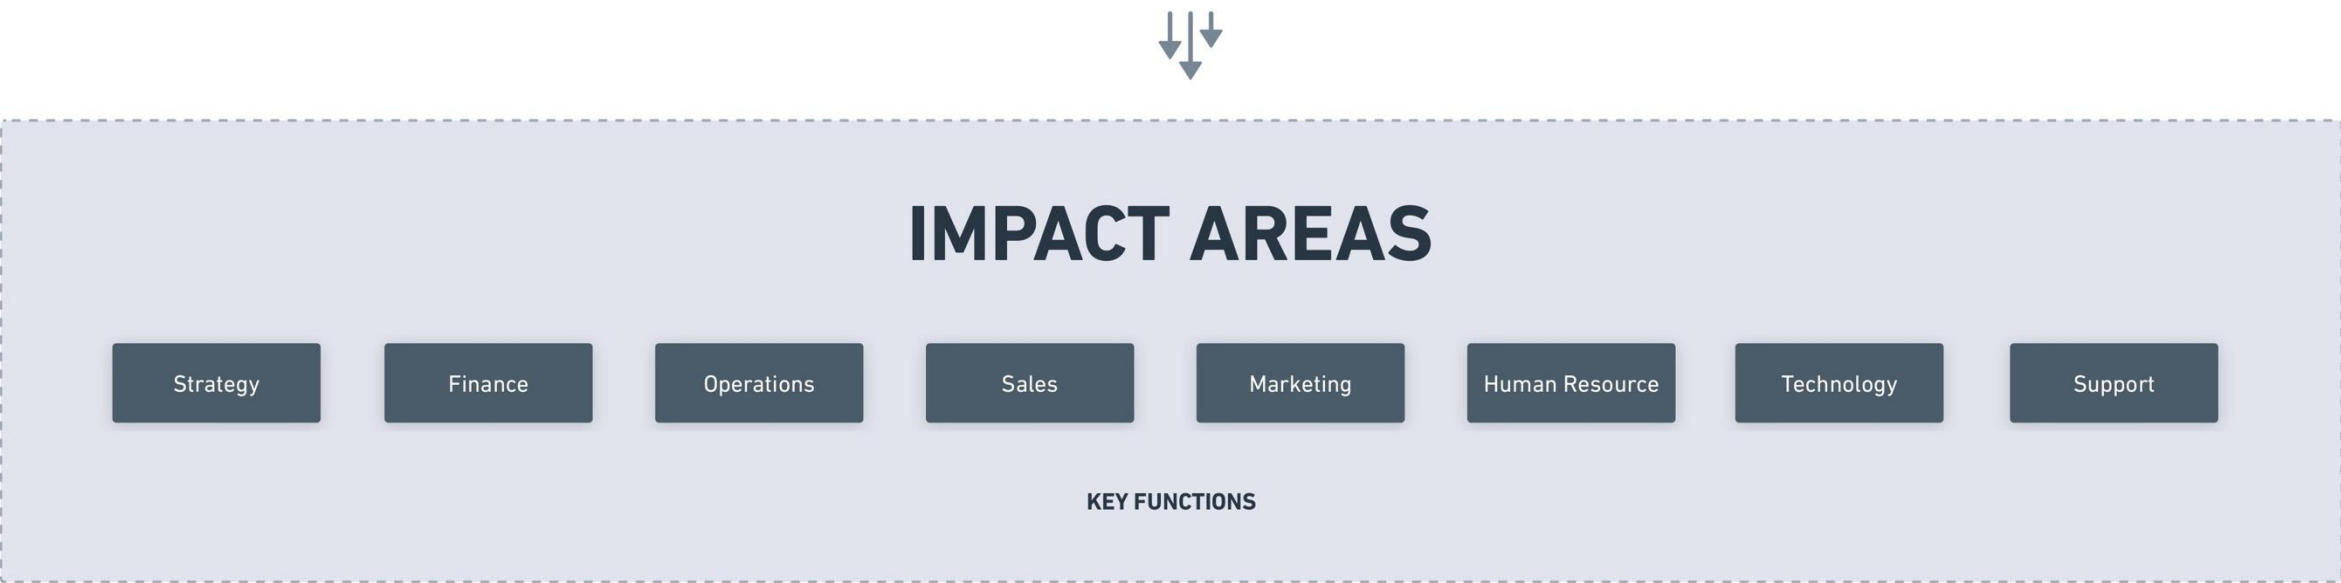 IMPACT AREAS
Strategy
Finance
Operations
Sales
Marketing
Human Resource
Technology
Support
KEY FUNCTIONS